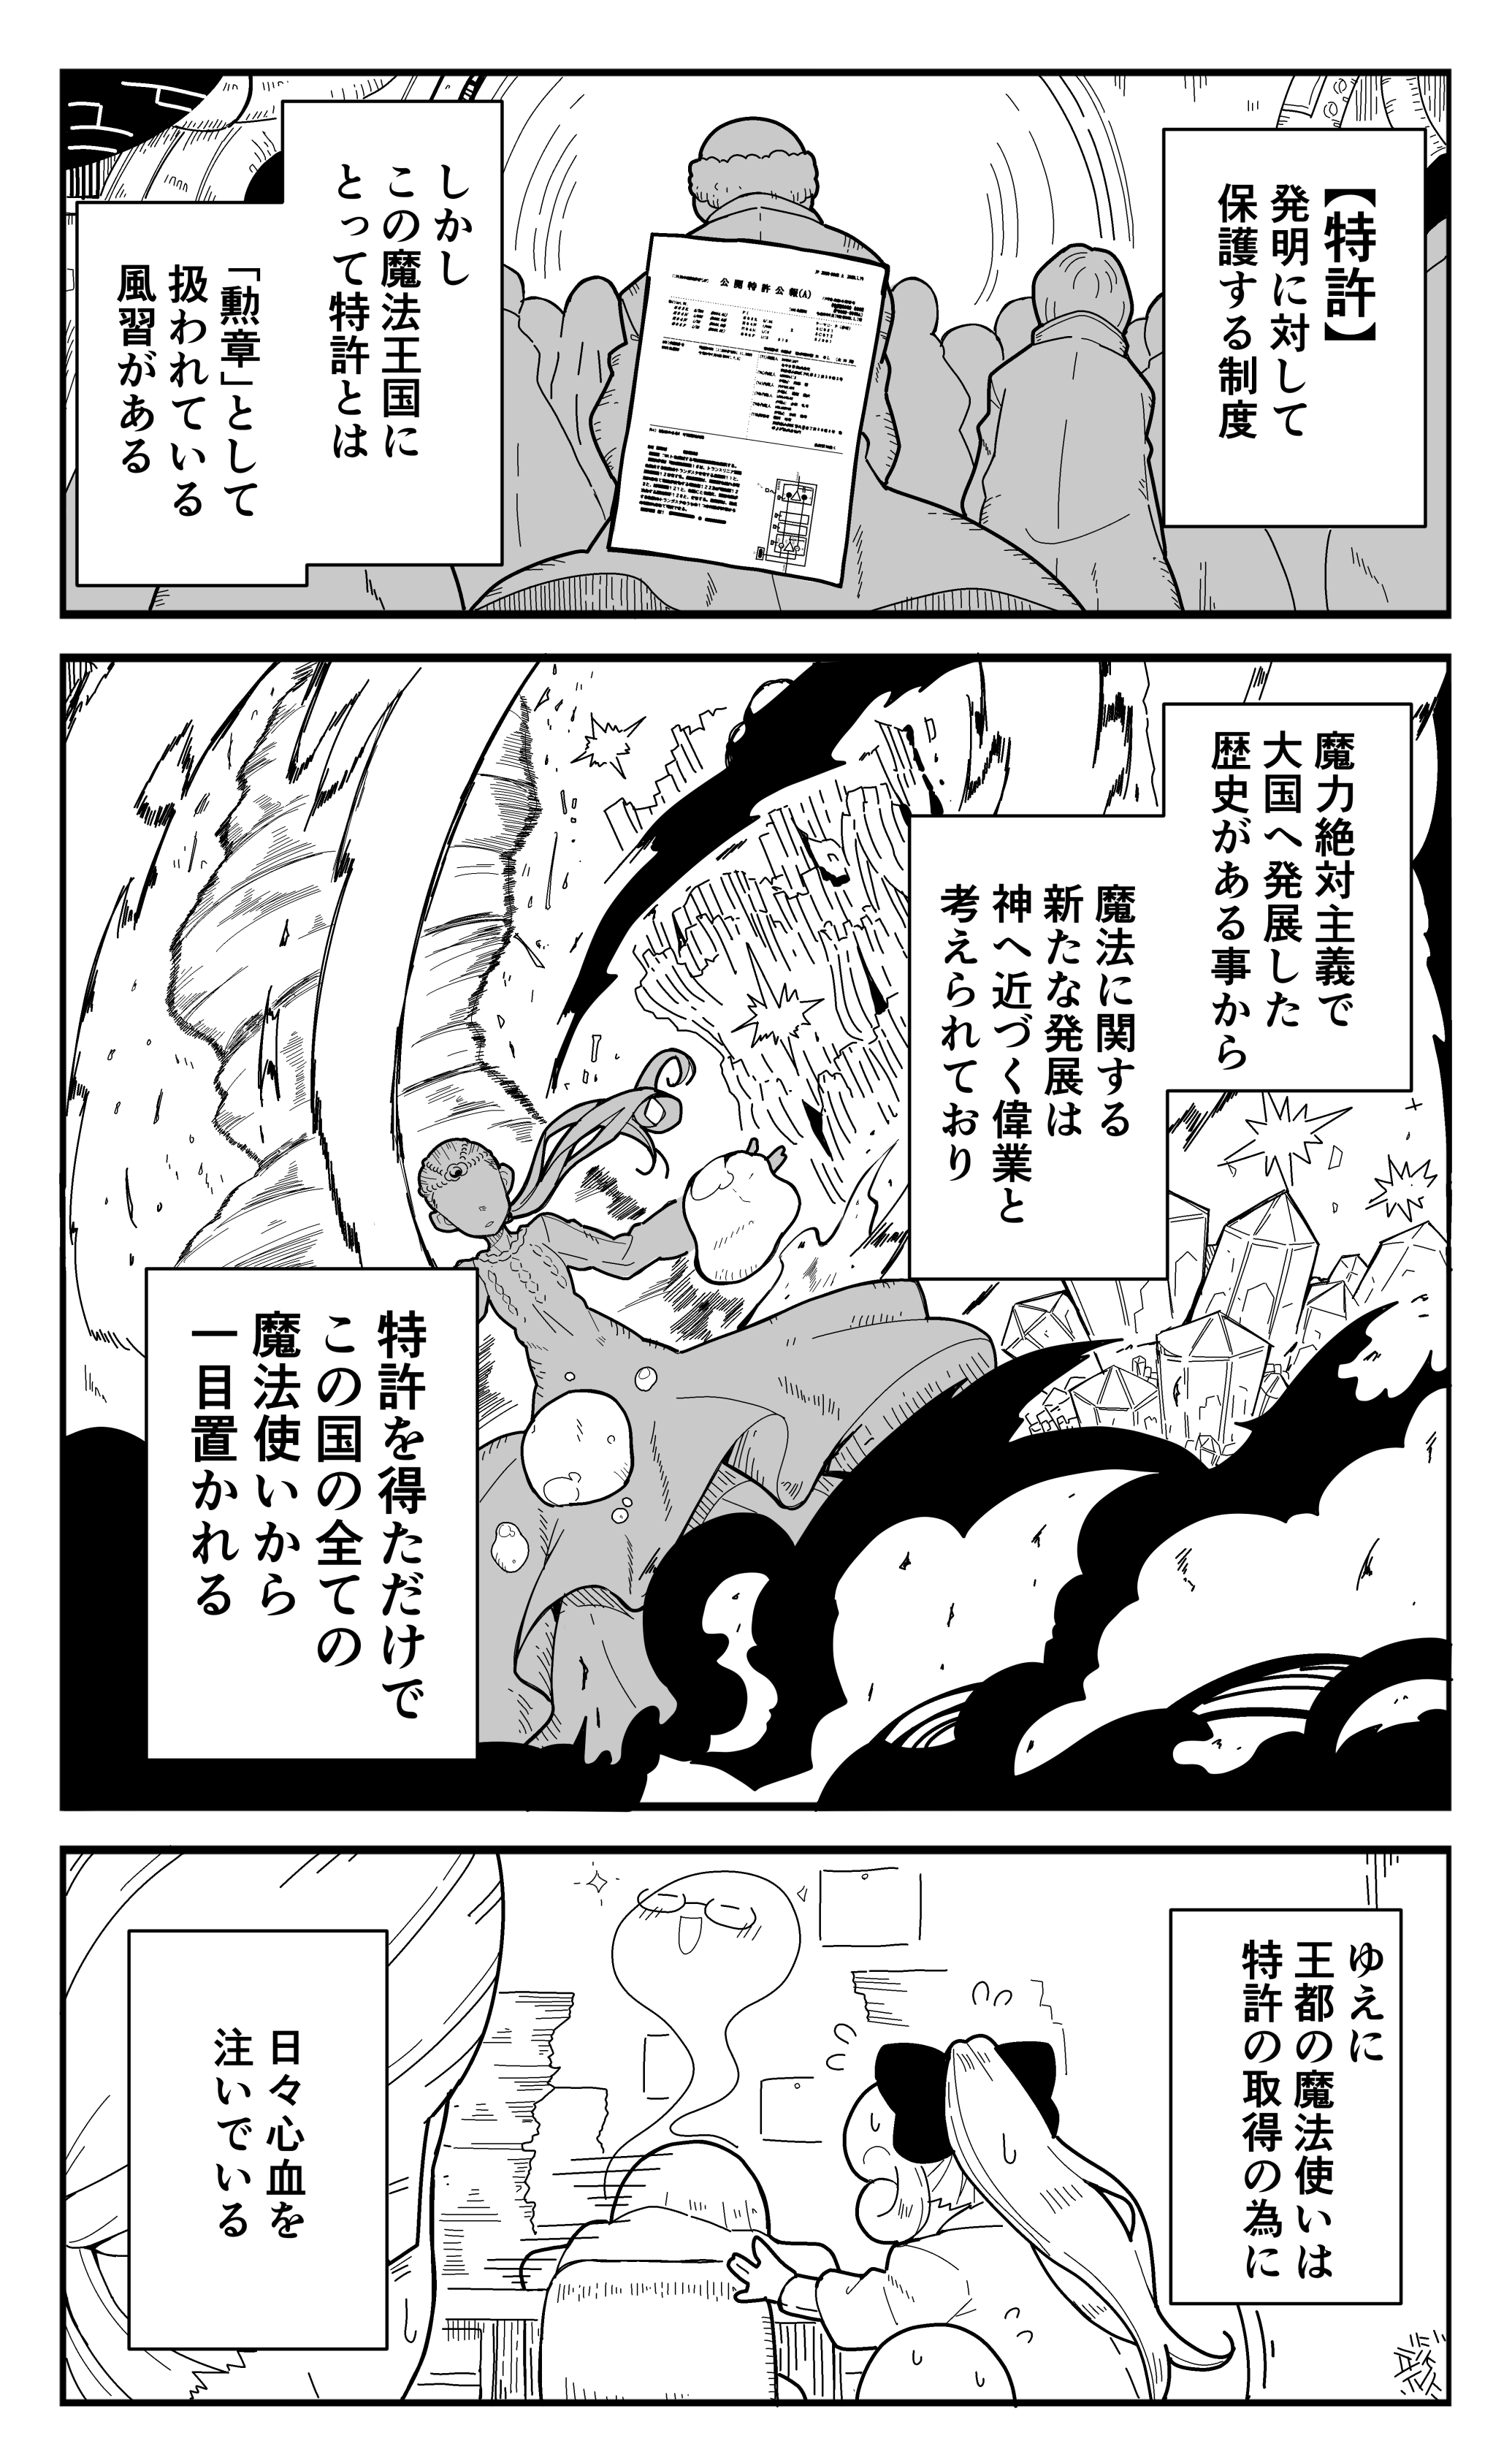 【特許】
発明に対して
保護する制度
公開特許公報(A)
しかし
この魔法王国に
とって特許とは
「勲章」として
扱われている
風習がある
魔力絶対主義で
大国へ発展した
歴史がある事から
魔法に関する
新たな発展は
神へ近づく偉業と
考えられており
特許を得ただけで
この国の全ての
魔法使いから
一目置かれる
ゆえに
王都の魔法使いは
特許の取得の為に
日々心血を
注いでいる